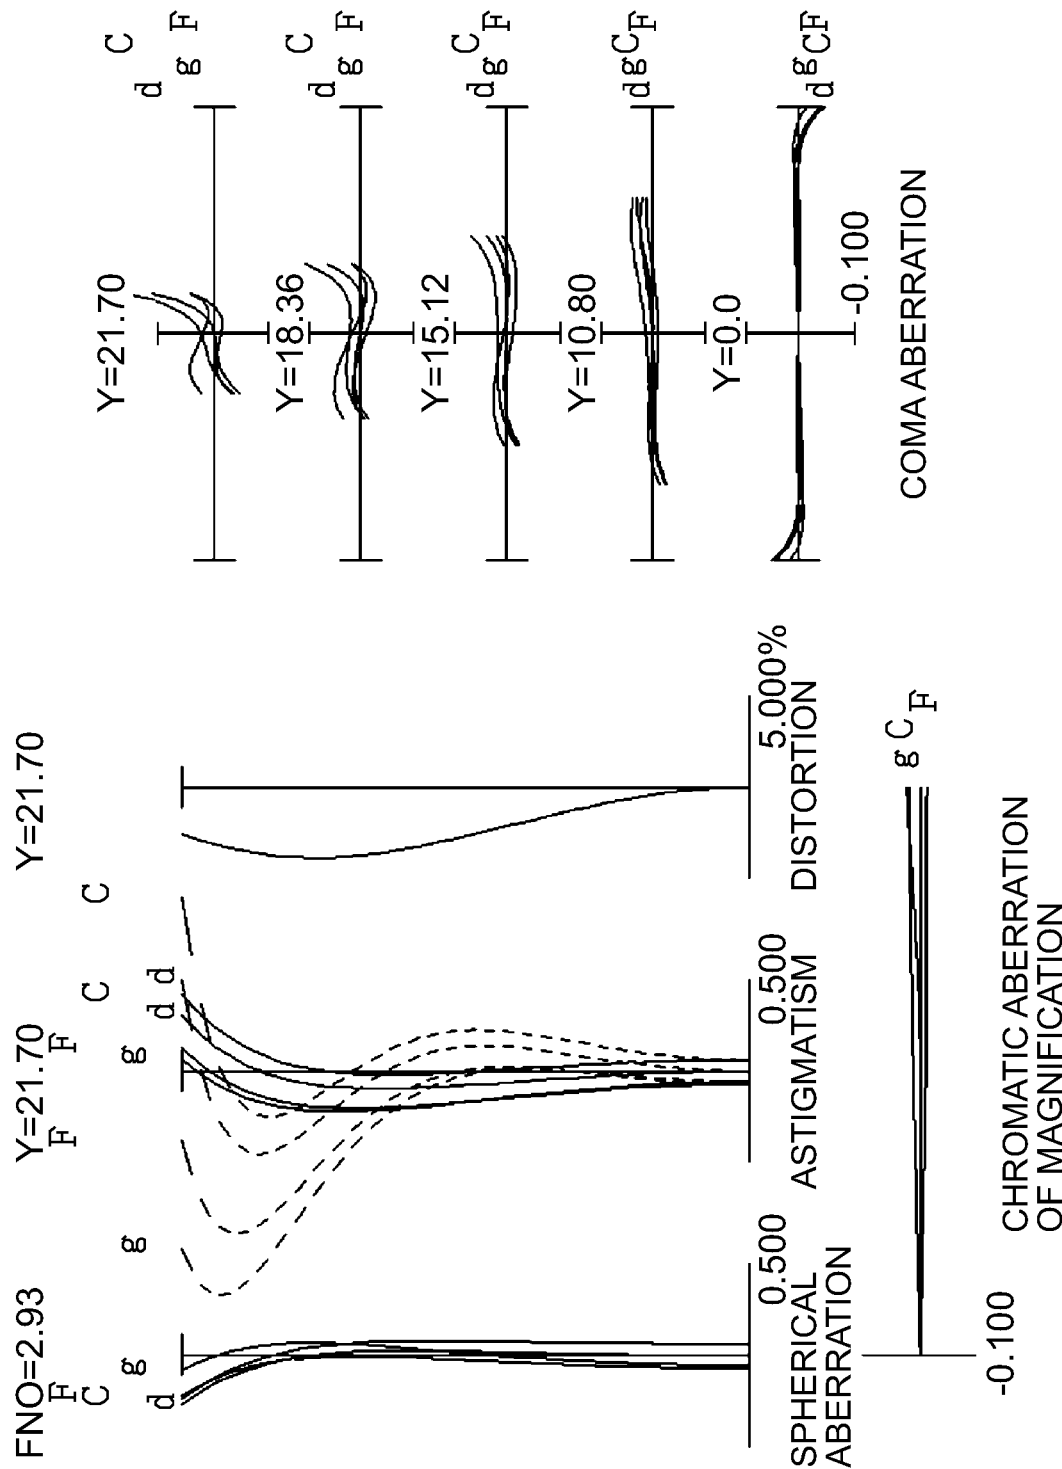 FNO=2.93
F
C
g
d
0.500
SPHERICAL
ABERRATION
Y=21.70
F
F
g
g
C
C
d
d
0.500
ASTIGMATISM
Y=21.70
5.000%
DISTORTION
Y=21.70
C
d
F
g
Y=18.36
C
d
F
g
Y=15.12
C
d
F
g
Y=10.80
C
d
F
g
Y=0.0
C
d
F
g
-0.100
COMA ABERRATION
g
C
F
-0.100
CHROMATIC ABERRATION
OF MAGNIFICATION